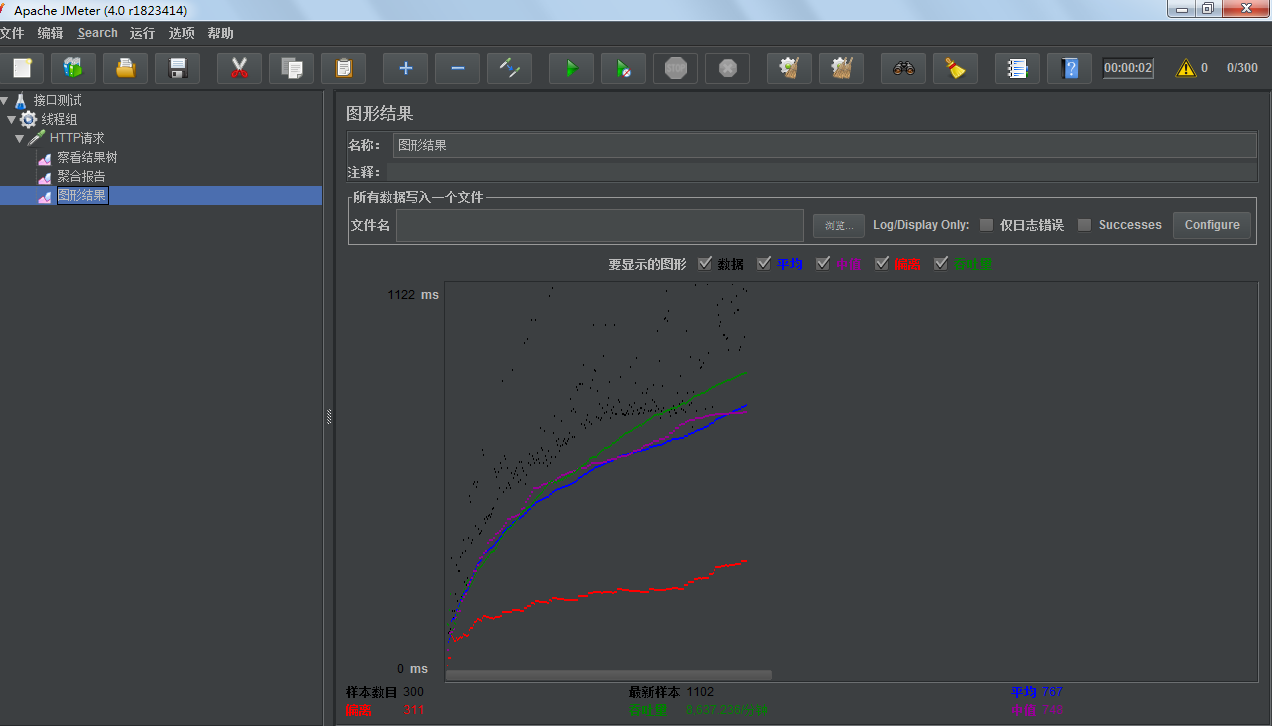 Apache JMeter (4.0 r1823414)
文件 编辑 Search 运行 选项 帮助
STOP 00:00:02 0 0/300
接口测试
线程组
HTTP请求
察看结果树
聚合报告
图形结果
图形结果
名称： 图形结果
注释：
所有数据写入一个文件
文件名 浏览... Log/Display Only: 仅日志错误 Successes Configure
要显示的图形 数据 平均 中值 偏离 吞吐量
1122 ms
0 ms
样本数目 300 最新样本 1102 平均 767
偏离 311 吞吐量 8,637.236/分钟 中值